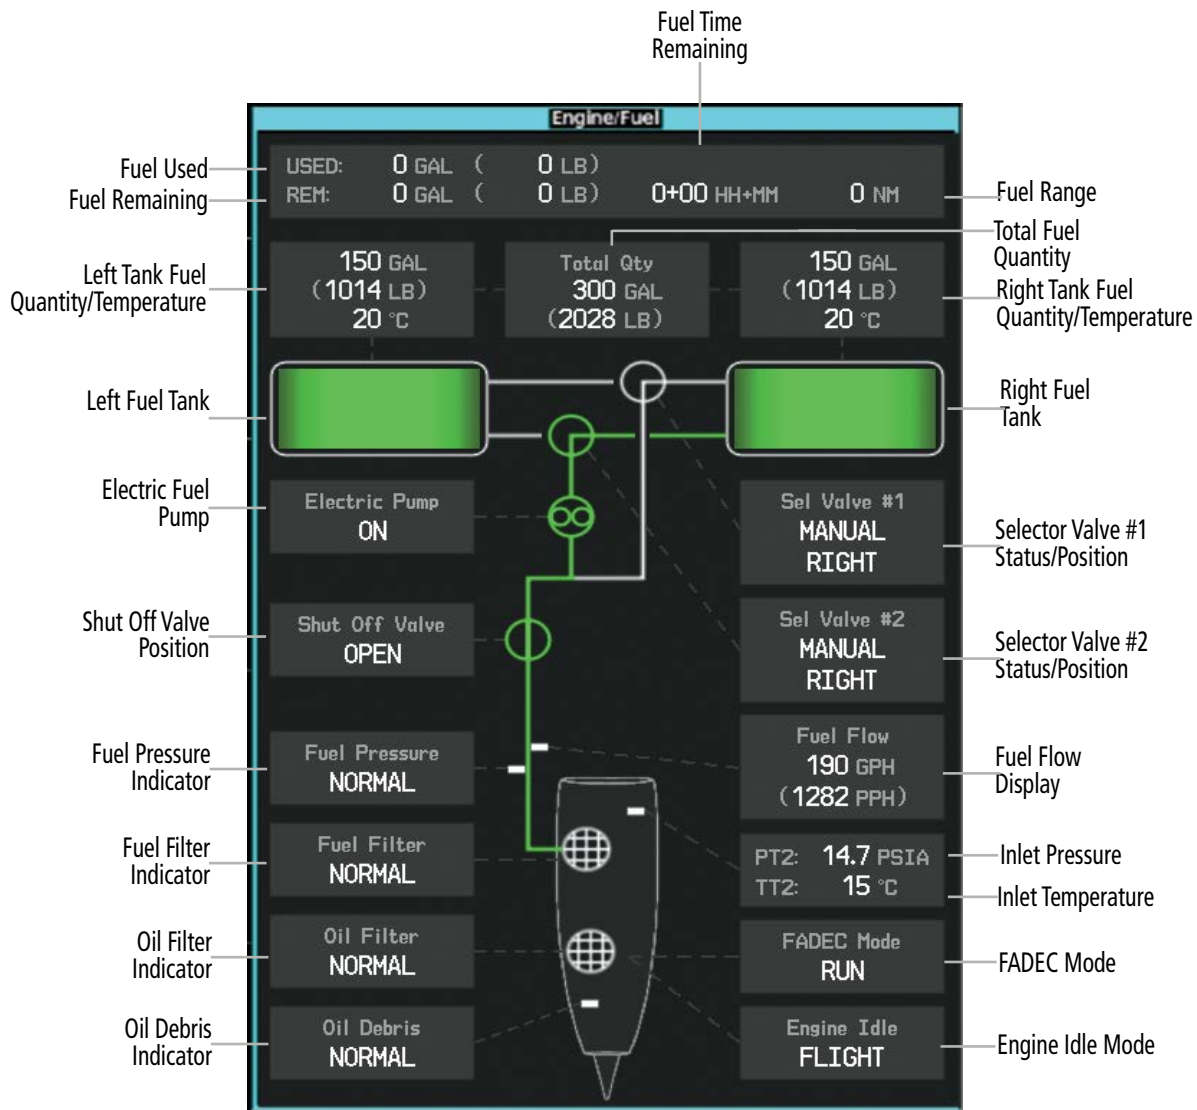 Fuel Time
Remaining
Engine/Fuel
Fuel Used
USED: 0 GAL ( 0 LB)
Fuel Remaining
REM: 0 GAL ( 0 LB) 0+00 HH+MM 0 NM
Fuel Range
Total Fuel
Quantity
Left Tank Fuel
Quantity/Temperature
150 GAL
(1014 LB)
20 °C
Total Qty
300 GAL
(2028 LB)
150 GAL
(1014 LB)
20 °C
Right Tank Fuel
Quantity/Temperature
Left Fuel Tank
Right Fuel
Tank
Electric Fuel
Pump
Electric Pump
ON
Sel Valve #1
MANUAL
RIGHT
Selector Valve #1
Status/Position
Shut Off Valve
Position
Shut Off Valve
OPEN
Sel Valve #2
MANUAL
RIGHT
Selector Valve #2
Status/Position
Fuel Pressure
Indicator
Fuel Pressure
NORMAL
Fuel Flow
190 GPH
(1282 PPH)
Fuel Flow
Display
Fuel Filter
Indicator
Fuel Filter
NORMAL
PT2: 14.7 PSIA
TT2: 15 °C
Inlet Pressure
Inlet Temperature
Oil Filter
Indicator
Oil Filter
NORMAL
FADEC Mode
RUN
FADEC Mode
Oil Debris
Indicator
Oil Debris
NORMAL
Engine Idle
FLIGHT
Engine Idle Mode